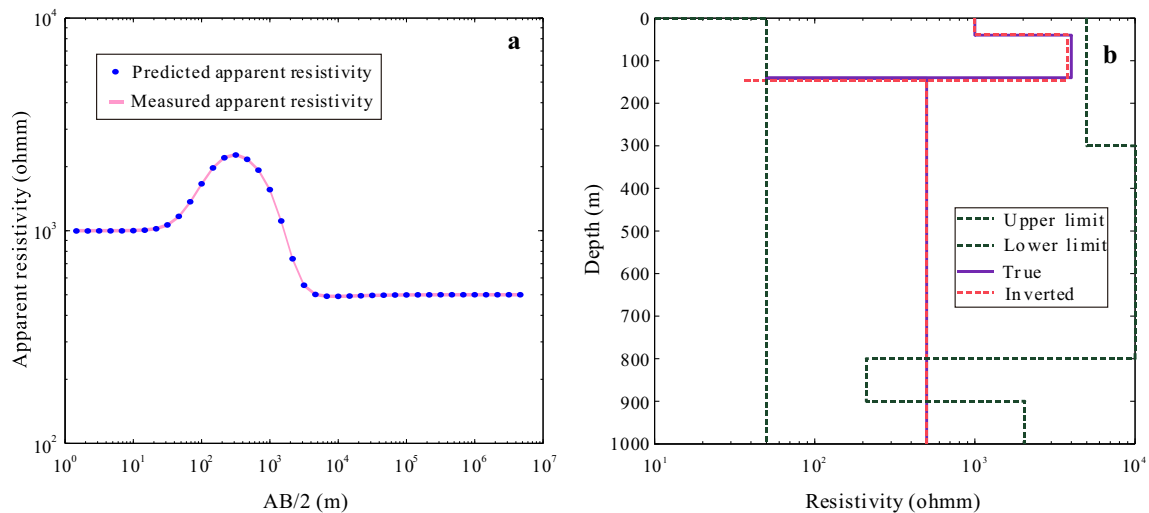 a
Predicted apparent resistivity
Measured apparent resistivity
10^4
10^3
10^2
Apparent resistivity (ohmm)
10^0 10^1 10^2 10^3 10^4 10^5 10^6 10^7
AB/2 (m)
b
0
100
200
300
400
500
600
700
800
900
1000
Depth (m)
Upper limit
Lower limit
True
Inverted
10^1 10^2 10^3 10^4
Resistivity (ohmm)